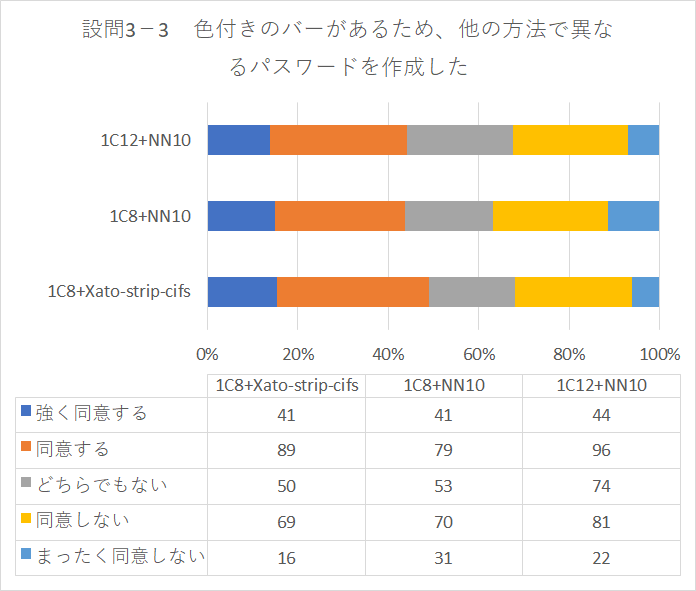 設問3－3　色付きのバーがあるため、他の方法で異な
るパスワードを作成した
1C12+NN10
1C8+NN10
1C8+Xato-strip-cifs
0% 20% 40% 60% 80% 100%
1C8+Xato-strip-cifs 1C8+NN10 1C12+NN10
強く同意する 41 41 44
同意する 89 79 96
どちらでもない 50 53 74
同意しない 69 70 81
まったく同意しない 16 31 22